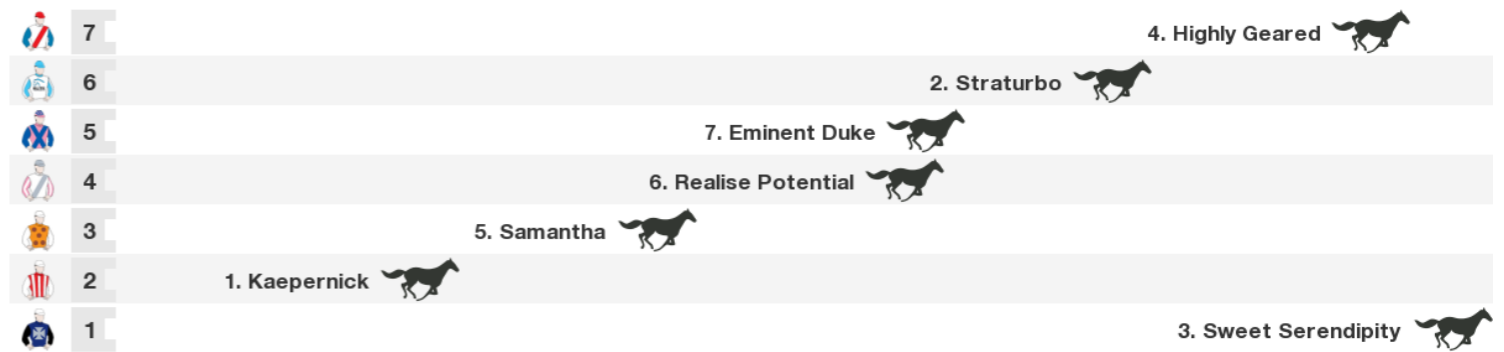 7 4. Highly Geared
6 2. Straturbo
5 7. Eminent Duke
4 6. Realise Potential
3 5. Samantha
2 1. Kaepernick
1 3. Sweet Serendipity